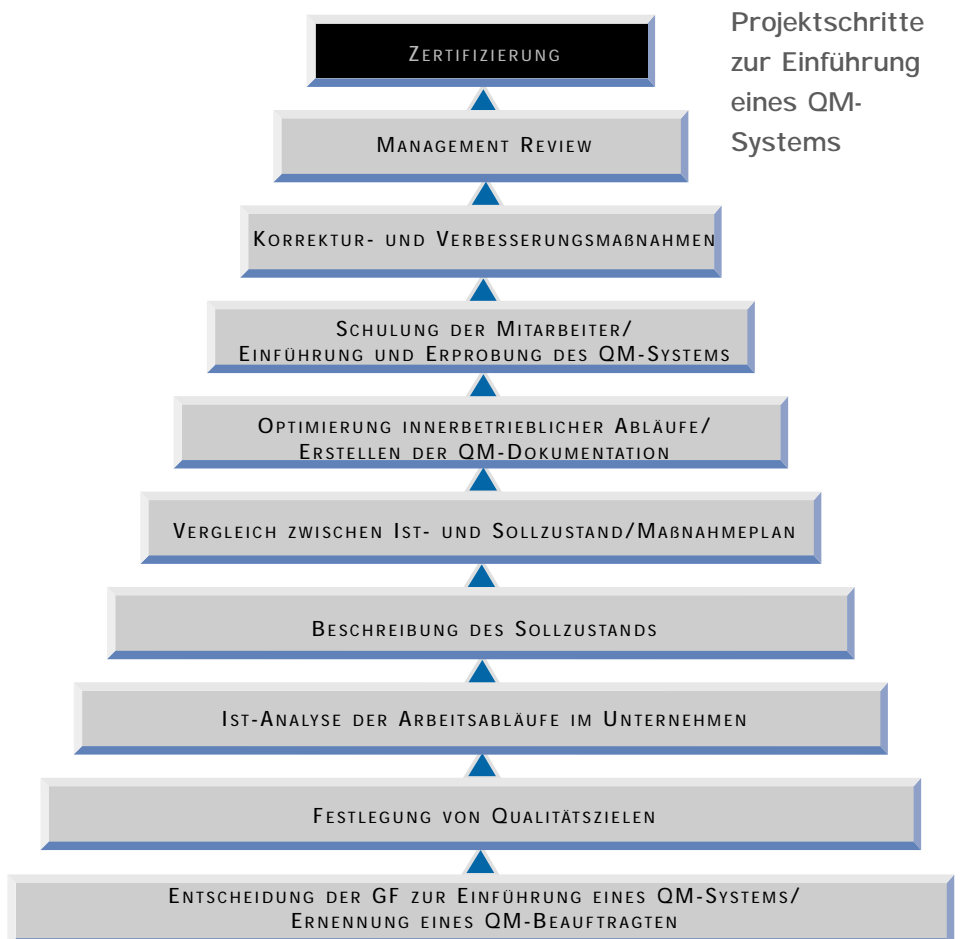 Projektschritte
zur Einführung
eines QM-
Systems
Zertifizierung
Management Review
Korrektur- und Verbesserungsmaßnahmen
Schulung der Mitarbeiter/
Einführung und Erprobung des QM-Systems
Optimierung innerbetrieblicher Abläufe/
Erstellen der QM-Dokumentation
Vergleich zwischen Ist- und Sollzustand/Maßnahmeplan
Beschreibung des Sollzustands
Ist-Analyse der Arbeitsabläufe im Unternehmen
Festlegung von Qualitätszielen
Entscheidung der GF zur Einführung eines QM-Systems/
Ernennung eines QM-Beauftragten